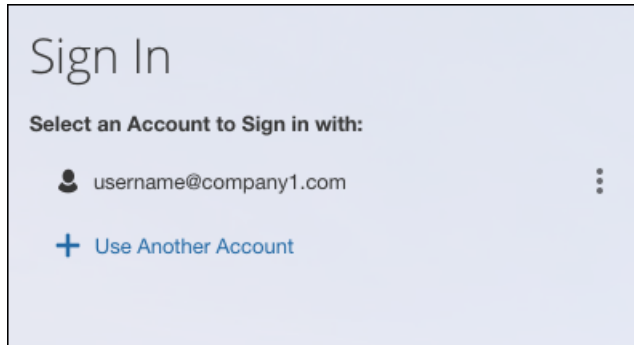 Sign In
Select an Account to Sign in with:
username@company1.com
Use Another Account